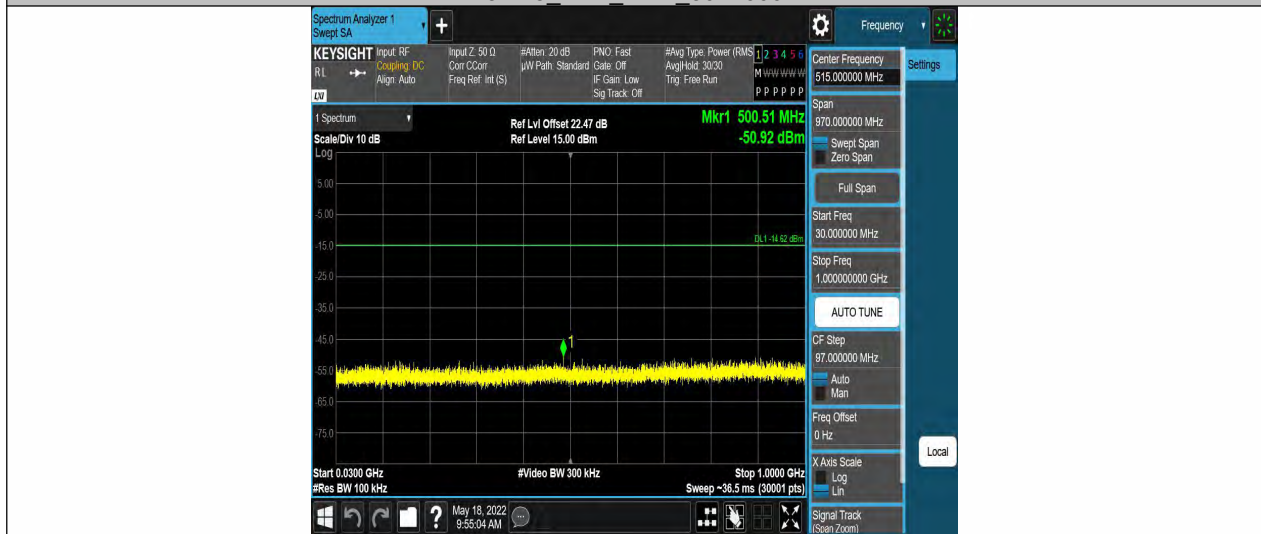 Spectrum Analyzer 1
Swept SA
Frequency
KEYSIGHT
RL
LXI
Input: RF
Coupling: DC
Align: Auto
Input Z: 50 Ω
Corr CCorr
Freq Ref: Int (S)
#Atten: 20 dB
µW Path: Standard
PNO: Fast
Gate: Off
IF Gain: Low
Sig Track: Off
#Avg Type: Power (RMS
Avg|Hold: 30/30
Trig: Free Run
1 2 3 4 5 6
M W W W W W
P P P P P P
1 Spectrum
Scale/Div 10 dB
Log
Ref Lvl Offset 22.47 dB
Ref Level 15.00 dBm
Mkr1 500.51 MHz
-50.92 dBm
5.00
-5.00
-15.0
-25.0
-35.0
-45.0
-55.0
-65.0
-75.0
DL1 -14.62 dBm
1
Start 0.0300 GHz
#Res BW 100 kHz
#Video BW 300 kHz
Stop 1.0000 GHz
Sweep ~36.5 ms (30001 pts)
May 18, 2022
9:55:04 AM
Center Frequency
515.000000 MHz
Span
970.000000 MHz
Swept Span
Zero Span
Full Span
Start Freq
30.000000 MHz
Stop Freq
1.000000000 GHz
AUTO TUNE
CF Step
97.000000 MHz
Auto
Man
Freq Offset
0 Hz
X Axis Scale
Log
Lin
Signal Track
(Span Zoom)
Settings
Local